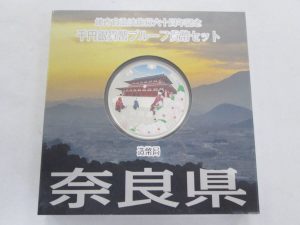 地方自治法施行六十周年記念
千円銀貨幣プルーフ貨幣セット
造幣局
奈良県